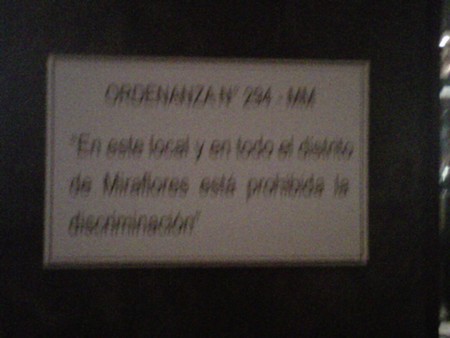 ORDENANZA N° 294 - MM
"En este local y en todo el distrito
de Miraflores está prohibida la
discriminación"